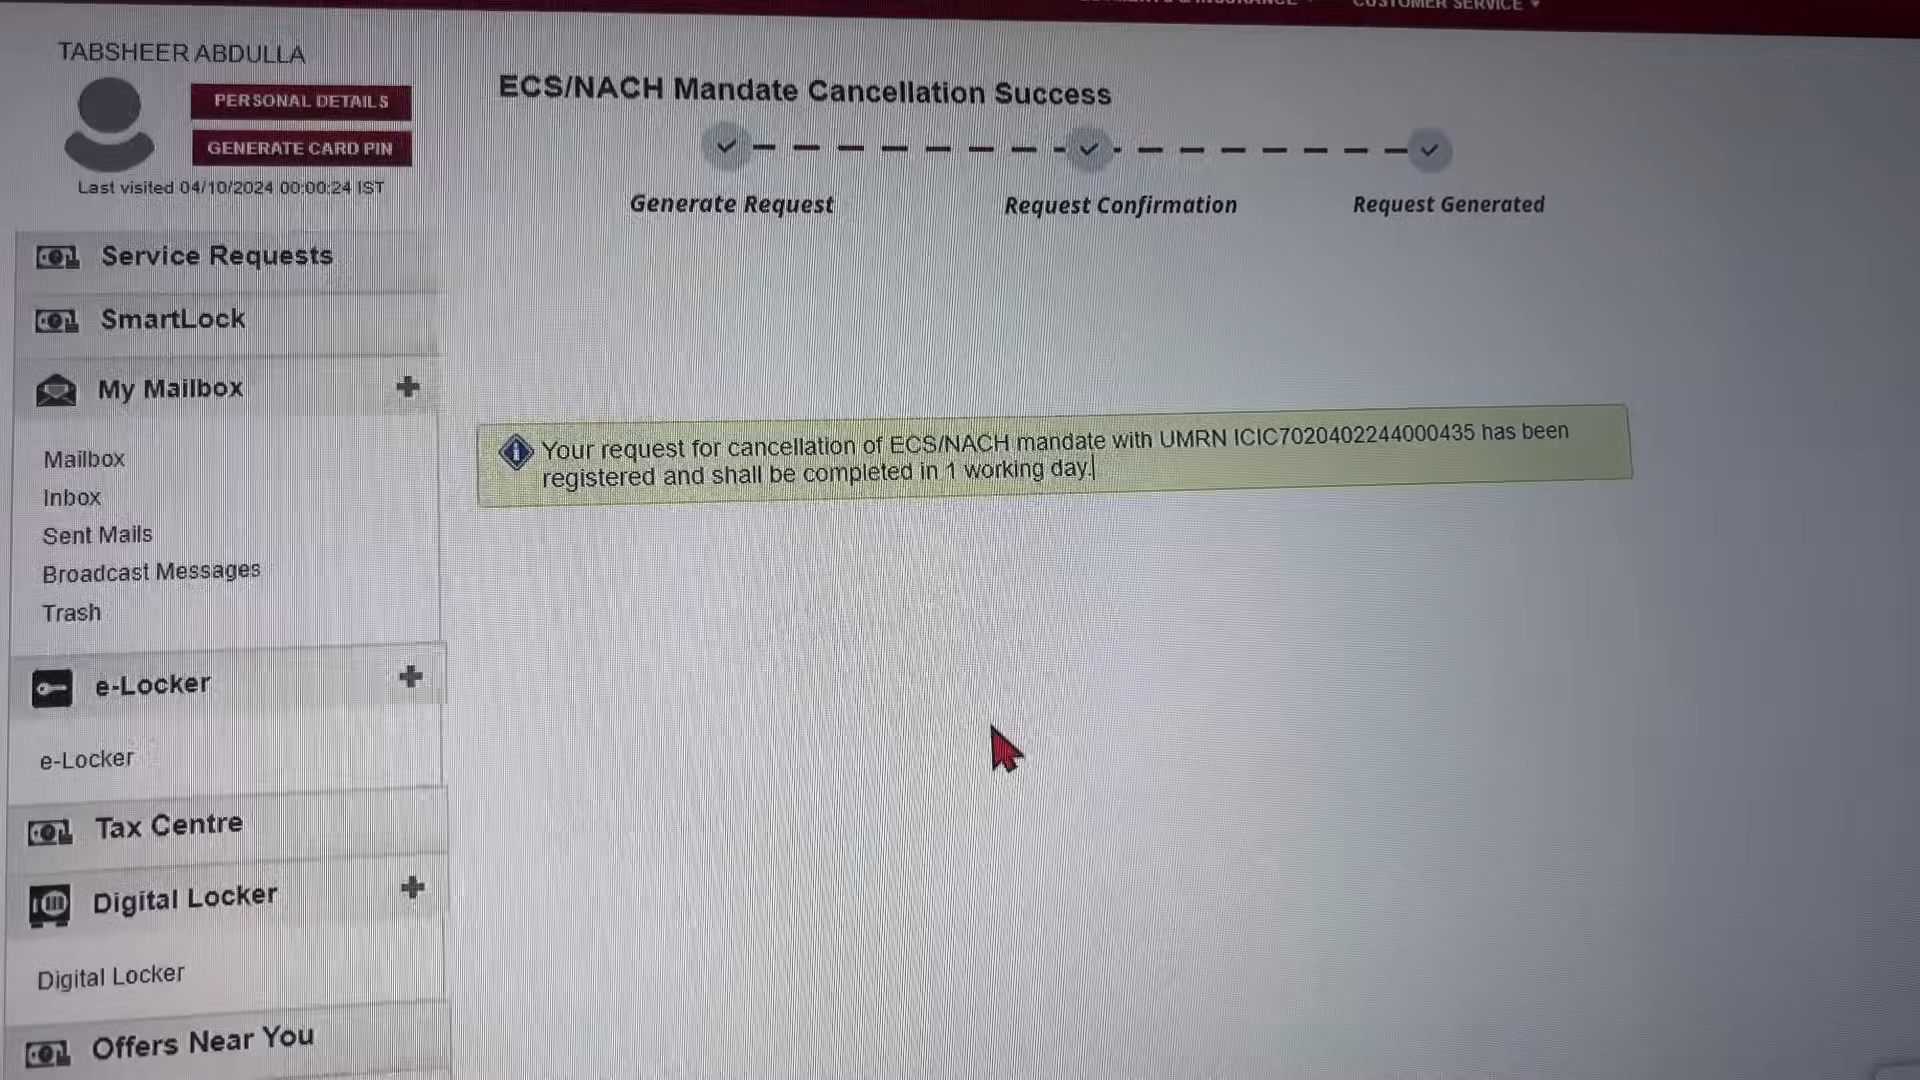 CUSTOMER SERVICE
TABSHEER ABDULLA
PERSONAL DETAILS
GENERATE CARD PIN
Last visited 04/10/2024 00:00:24 IST
ECS/NACH Mandate Cancellation Success
Generate Request
Request Confirmation
Request Generated
Service Requests
SmartLock
My Mailbox
Mailbox
Inbox
Sent Mails
Broadcast Messages
Trash
Your request for cancellation of ECS/NACH mandate with UMRN ICIC7020402244000435 has been
registered and shall be completed in 1 working day.
e-Locker
e-Locker
Tax Centre
Digital Locker
Digital Locker
Offers Near You